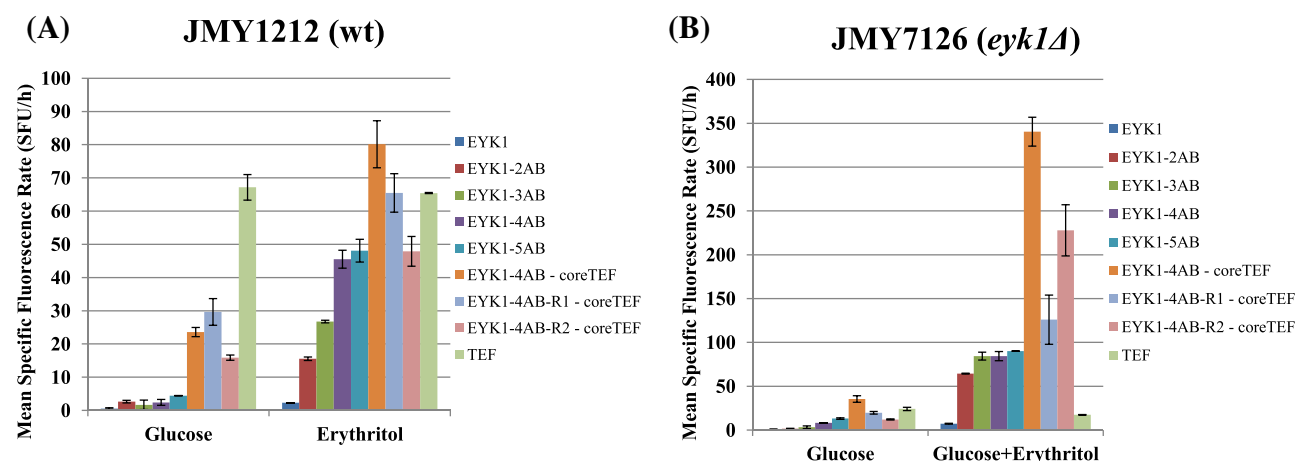 (A)
JMY1212 (wt)
Mean Specific Fluorescence Rate (SFU/h)
100
90
80
70
60
50
40
30
20
10
0
Glucose
Erythritol
EYK1
EYK1-2AB
EYK1-3AB
EYK1-4AB
EYK1-5AB
EYK1-4AB - coreTEF
EYK1-4AB-R1 - coreTEF
EYK1-4AB-R2 - coreTEF
TEF
(B)
JMY7126 (eyk1Δ)
Mean Specific Fluorescence Rate (SFU/h)
400
350
300
250
200
150
100
50
0
Glucose
Glucose+Erythritol
EYK1
EYK1-2AB
EYK1-3AB
EYK1-4AB
EYK1-5AB
EYK1-4AB - coreTEF
EYK1-4AB-R1 - coreTEF
EYK1-4AB-R2 - coreTEF
TEF